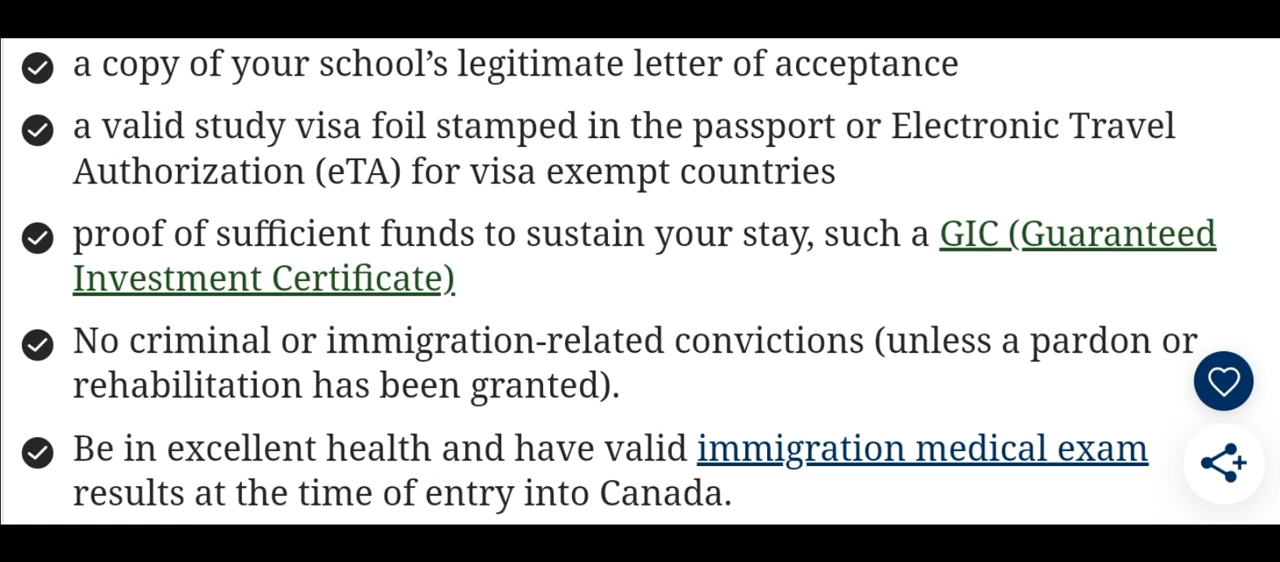 a copy of your school’s legitimate letter of acceptance
a valid study visa foil stamped in the passport or Electronic Travel
Authorization (eTA) for visa exempt countries
proof of sufficient funds to sustain your stay, such a GIC (Guaranteed
Investment Certificate)
No criminal or immigration-related convictions (unless a pardon or
rehabilitation has been granted).
Be in excellent health and have valid immigration medical exam
results at the time of entry into Canada.